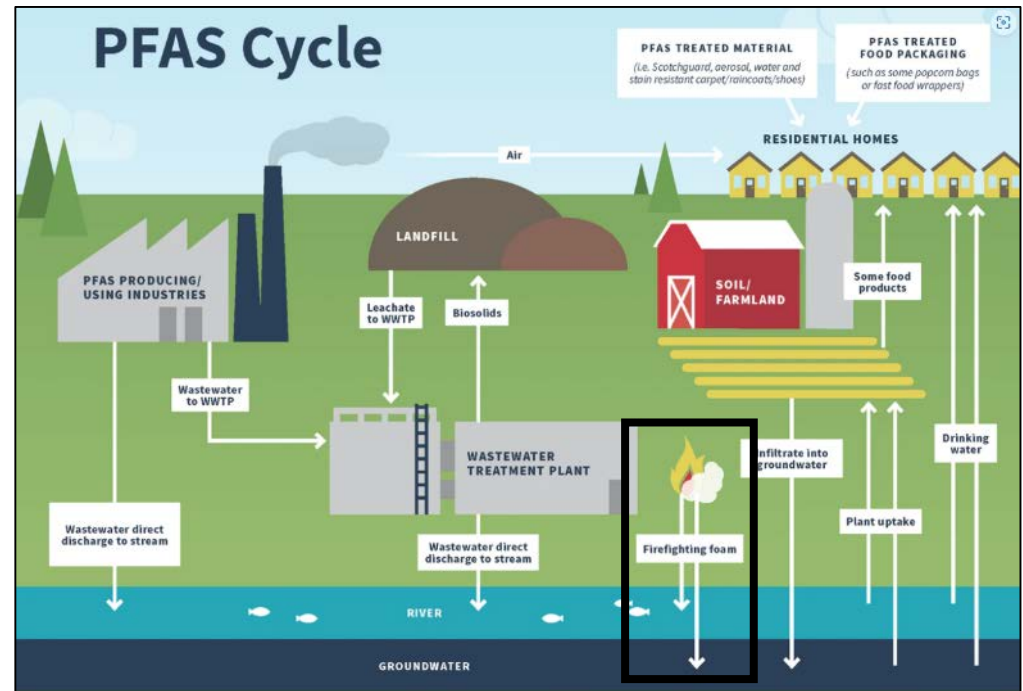 PFAS Cycle
PFAS TREATED MATERIAL
(i.e. Scotchguard, aerosol, water and
stain resistant carpet/raincoats/shoes)
PFAS TREATED
FOOD PACKAGING
(such as some popcorn bags
or fast food wrappers)
RESIDENTIAL HOMES
Air
LANDFILL
PFAS PRODUCING/
USING INDUSTRIES
SOIL/
FARMLAND
Some food
products
Leachate
to WWTP
Biosolids
Wastewater
to WWTP
WASTEWATER
TREATMENT PLANT
Infiltrate into
groundwater
Drinking
water
Plant uptake
Wastewater direct
discharge to stream
Wastewater direct
discharge to stream
Firefighting foam
RIVER
GROUNDWATER